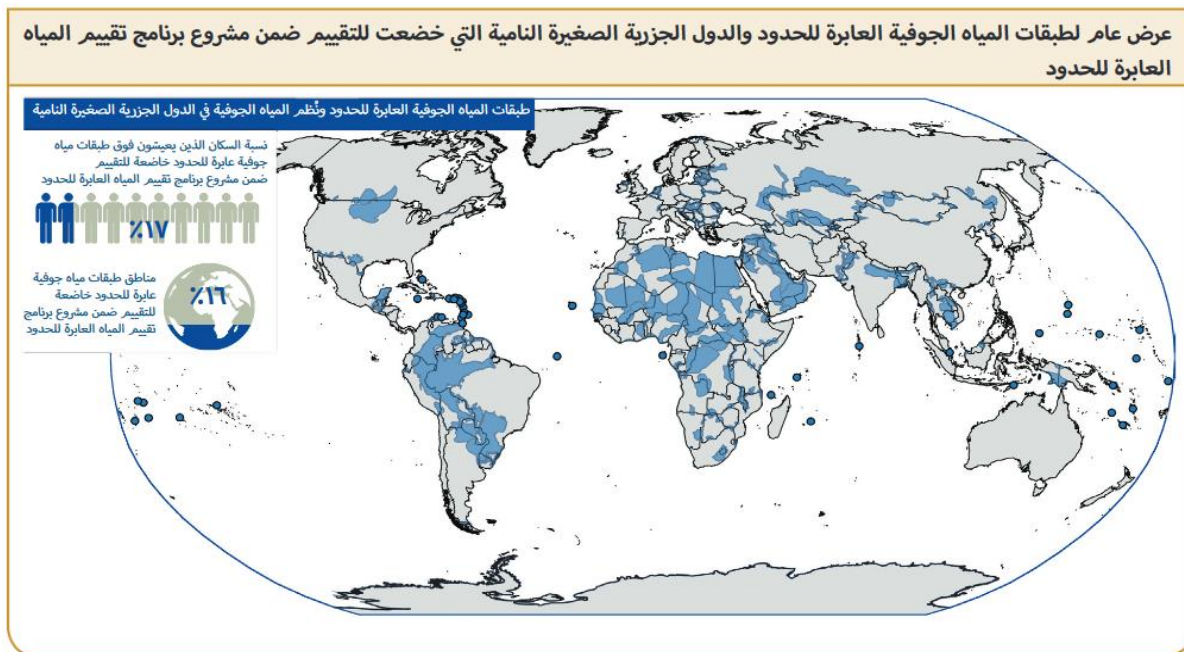 عرض عام لطبقات المياه الجوفية العابرة للحدود والدول الجزرية الصغيرة النامية التي خضعت للتقييم ضمن مشروع برنامج تقييم المياه
العابرة للحدود
طبقات المياه الجوفية العابرة للحدود ونُظم المياه الجوفية في الدول الجزرية الصغيرة النامية
نسبة السكان الذين يعيشون فوق طبقات مياه
جوفية عابرة للحدود خاضعة للتقييم
ضمن مشروع برنامج تقييم المياه العابرة للحدود
١٧٪
مناطق طبقات مياه جوفية
عابرة للحدود خاضعة
للتقييم ضمن مشروع برنامج
تقييم المياه العابرة للحدود
١٦٪